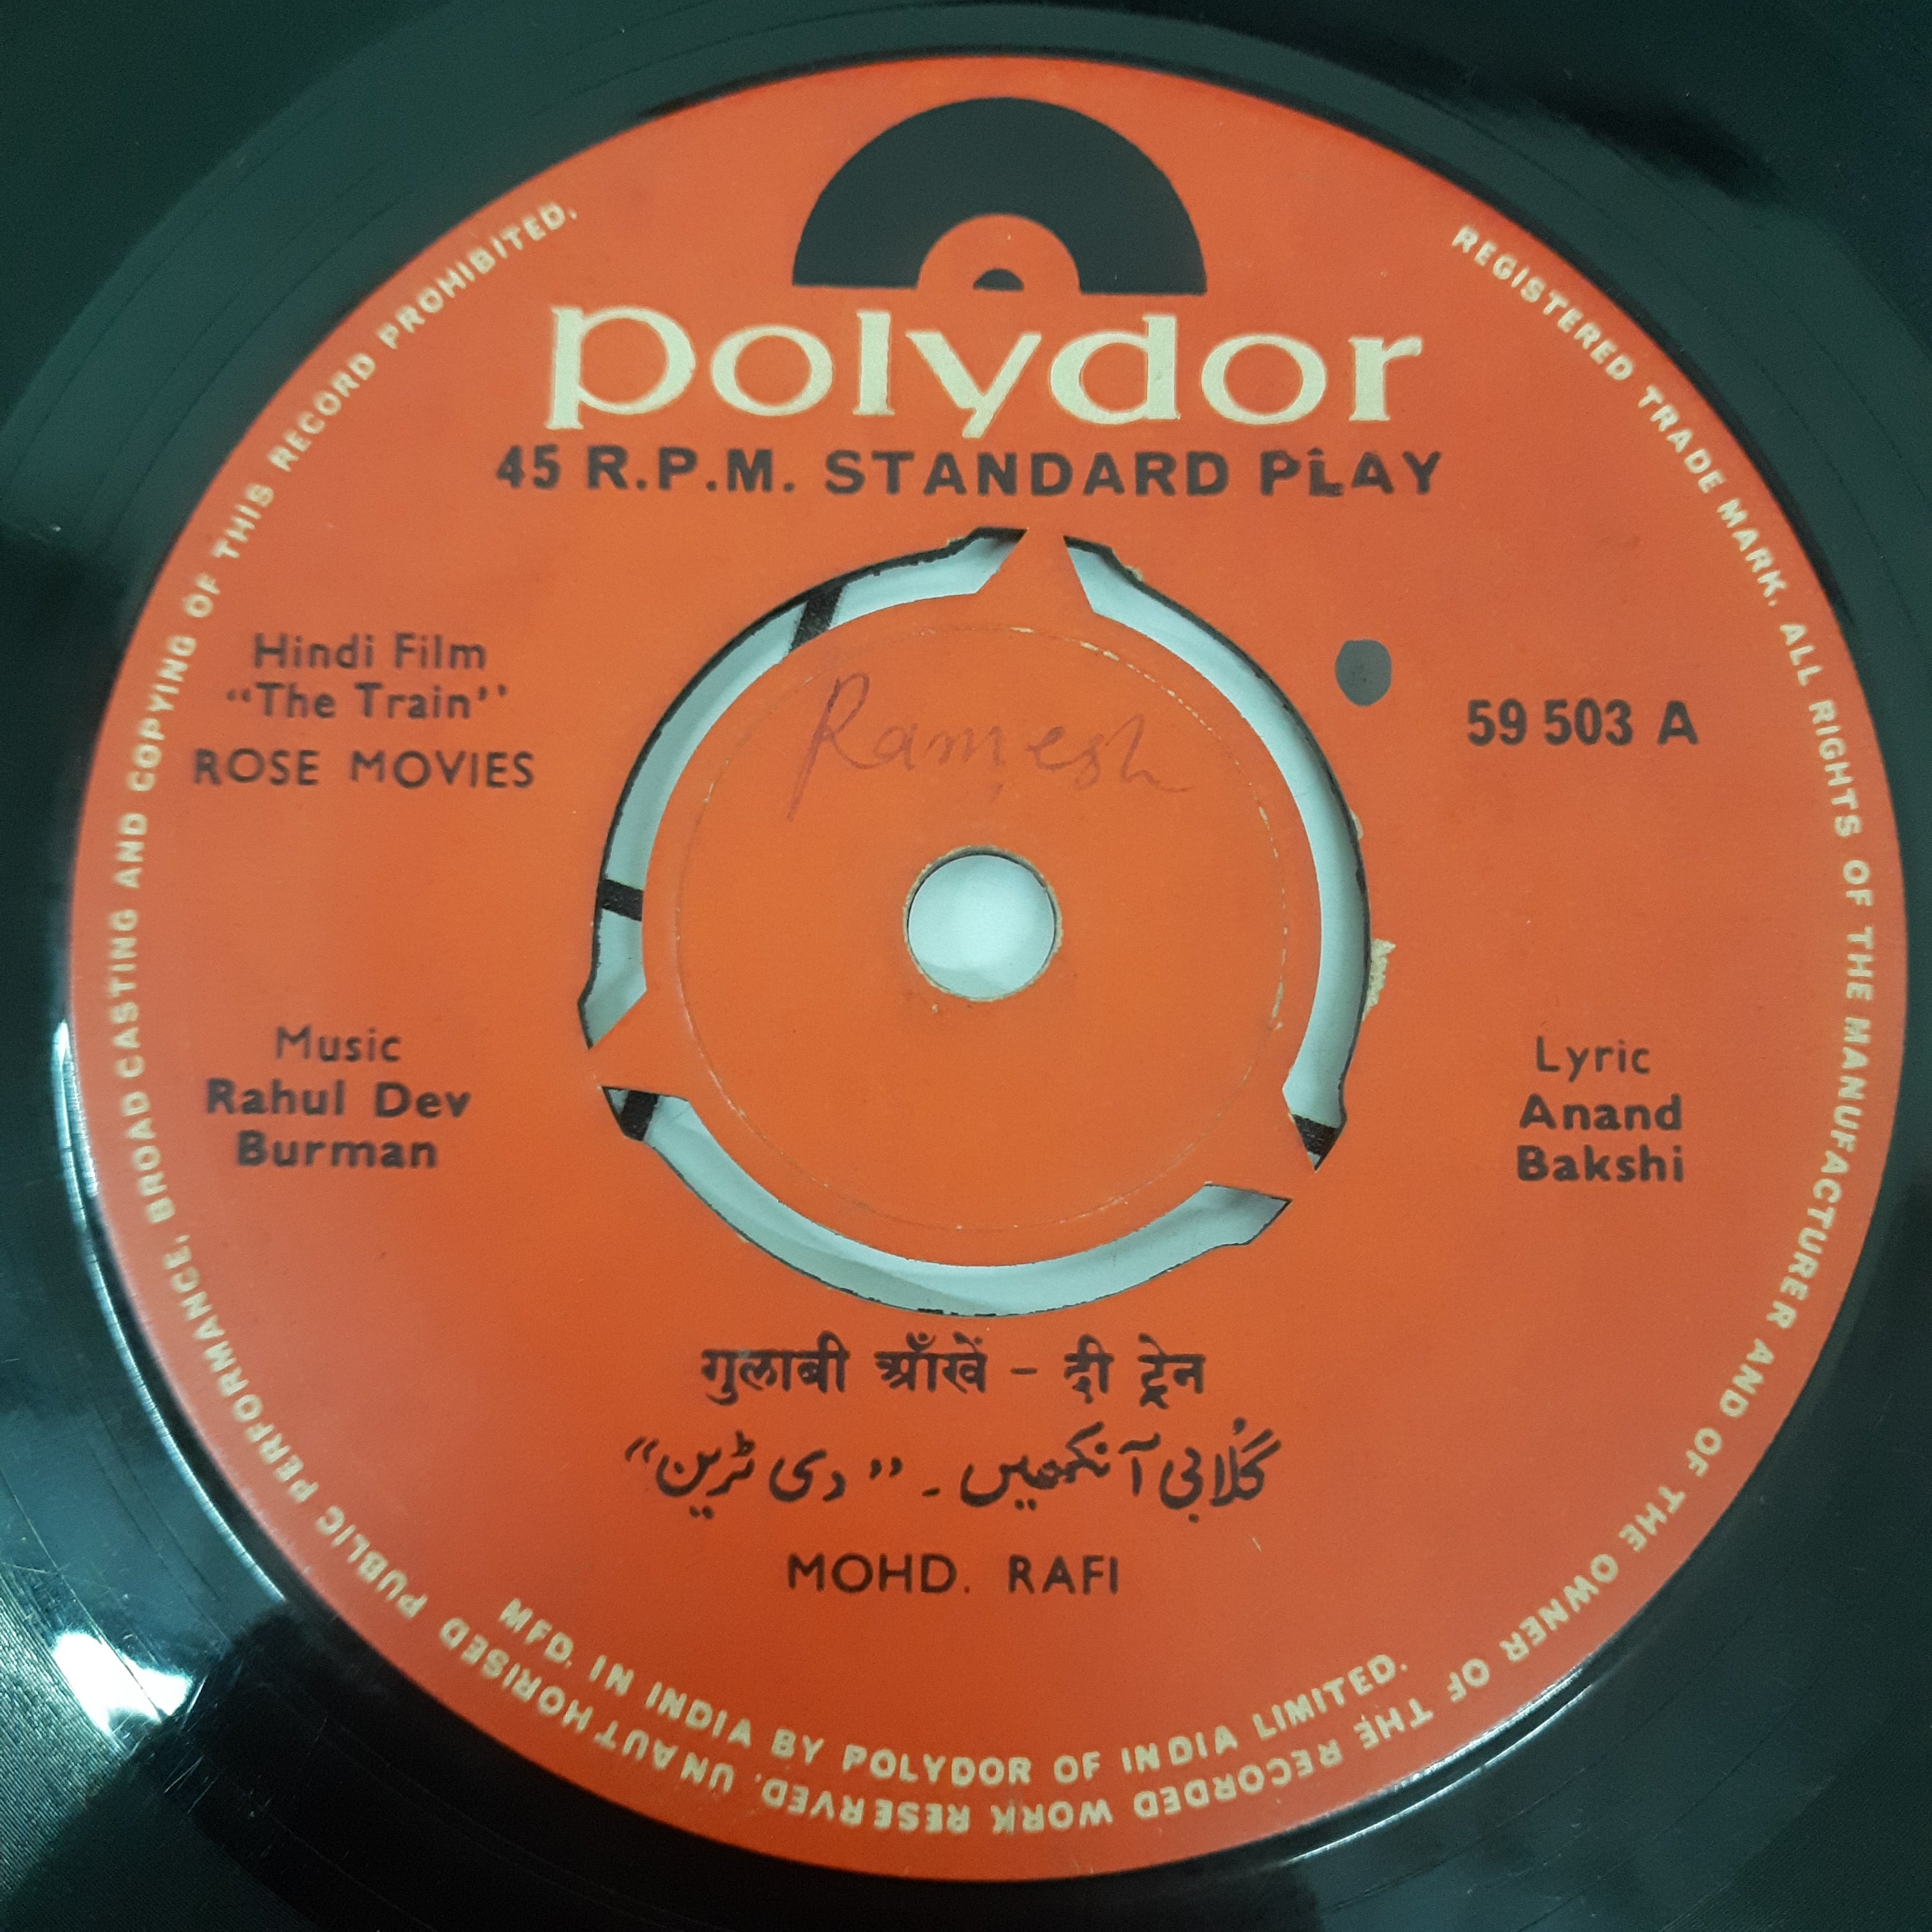 polydor
45 R.P.M. STANDARD PLAY
Hindi Film
“The Train”
ROSE MOVIES
Ramesh
59 503 A
Music
Rahul Dev
Burman
Lyric
Anand
Bakshi
गुलाबी आँखें - दी ट्रेन
گُلابی آنکھیں ۔ ”دی ٹرین“
MOHD. RAFI
MFD. IN INDIA BY POLYDOR OF INDIA LIMITED.
REGISTERED TRADE MARK. ALL RIGHTS OF THE MANUFACTURER AND OF THE OWNER OF THE RECORDED WORK RESERVED. UNAUTHORISED PUBLIC PERFORMANCE, BROADCASTING AND COPYING OF THIS RECORD PROHIBITED.